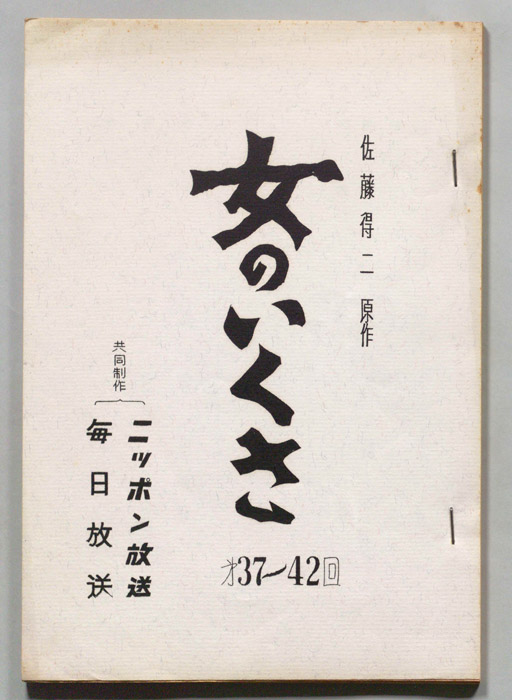 佐藤得二 原作
女のいくさ
才37〜42回
共同制作
ニッポン放送
毎日放送